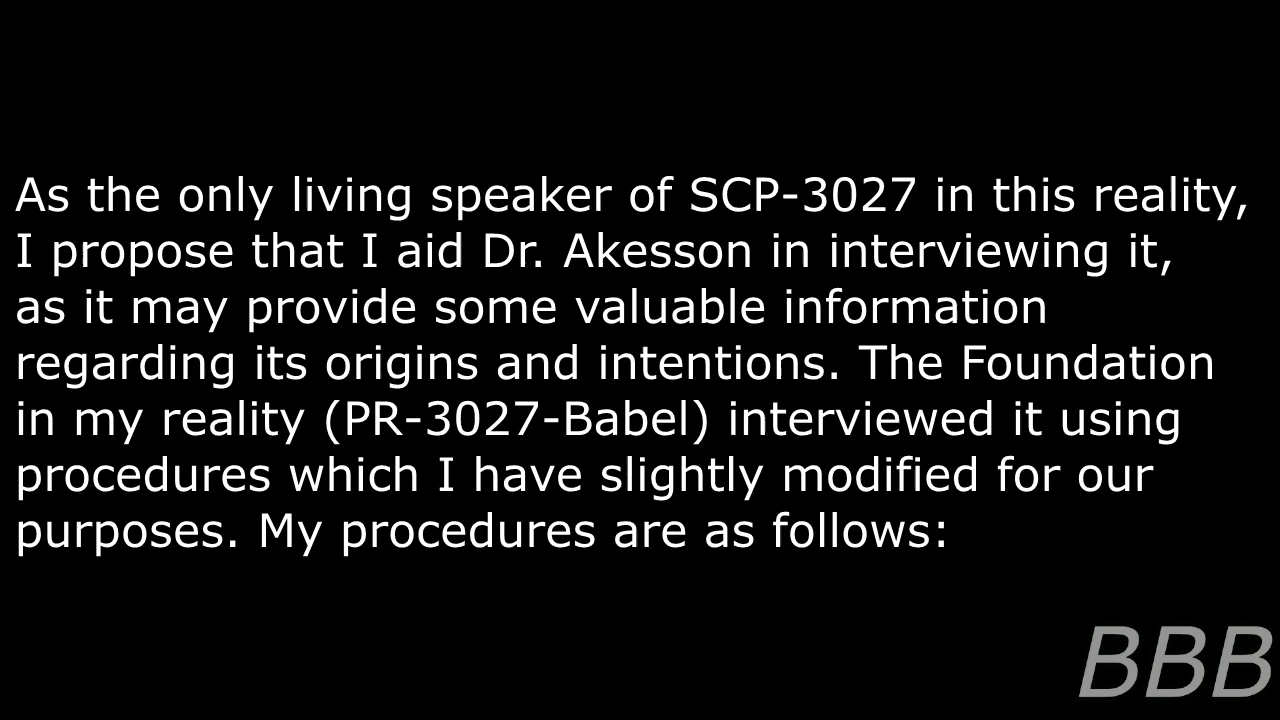 As the only living speaker of SCP-3027 in this reality,
I propose that I aid Dr. Akesson in interviewing it,
as it may provide some valuable information
regarding its origins and intentions. The Foundation
in my reality (PR-3027-Babel) interviewed it using
procedures which I have slightly modified for our
purposes. My procedures are as follows:
BBB